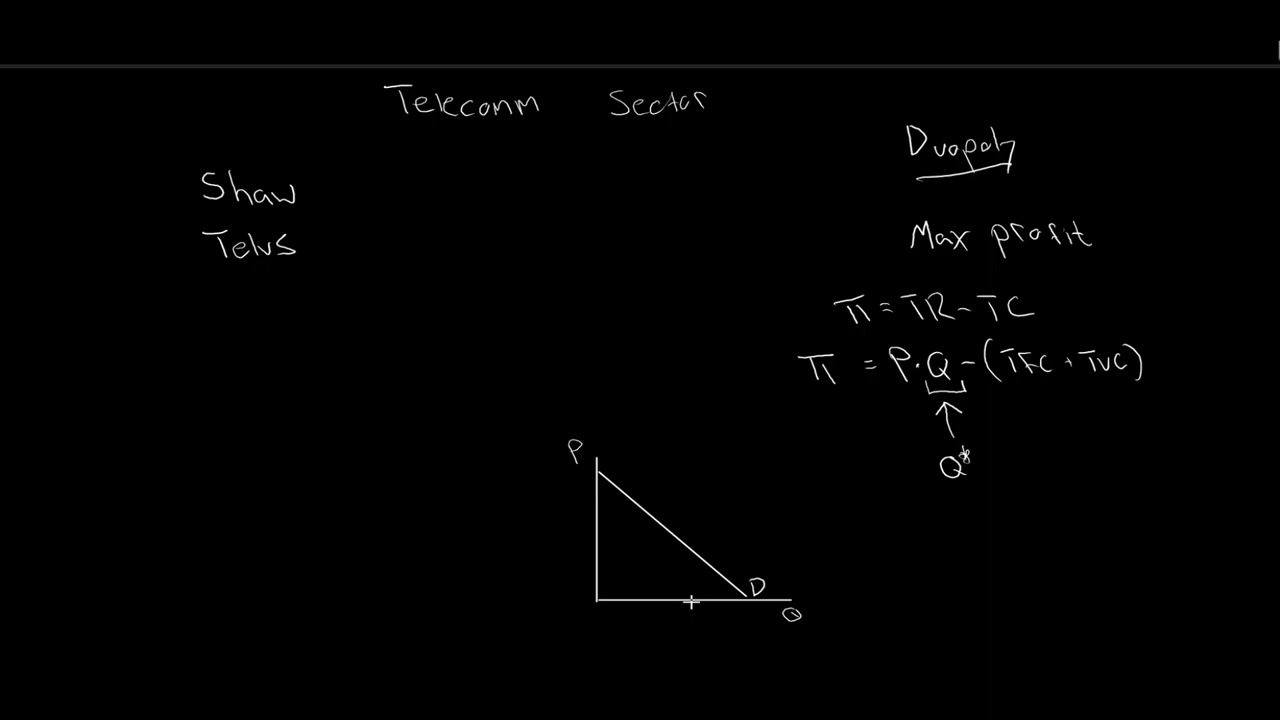 Telecomm Sector
Duopoly
Shaw
Telus
Max profit
π = TR - TC
π = P·Q - (TFC + TVC)
Q*
P
D
Q